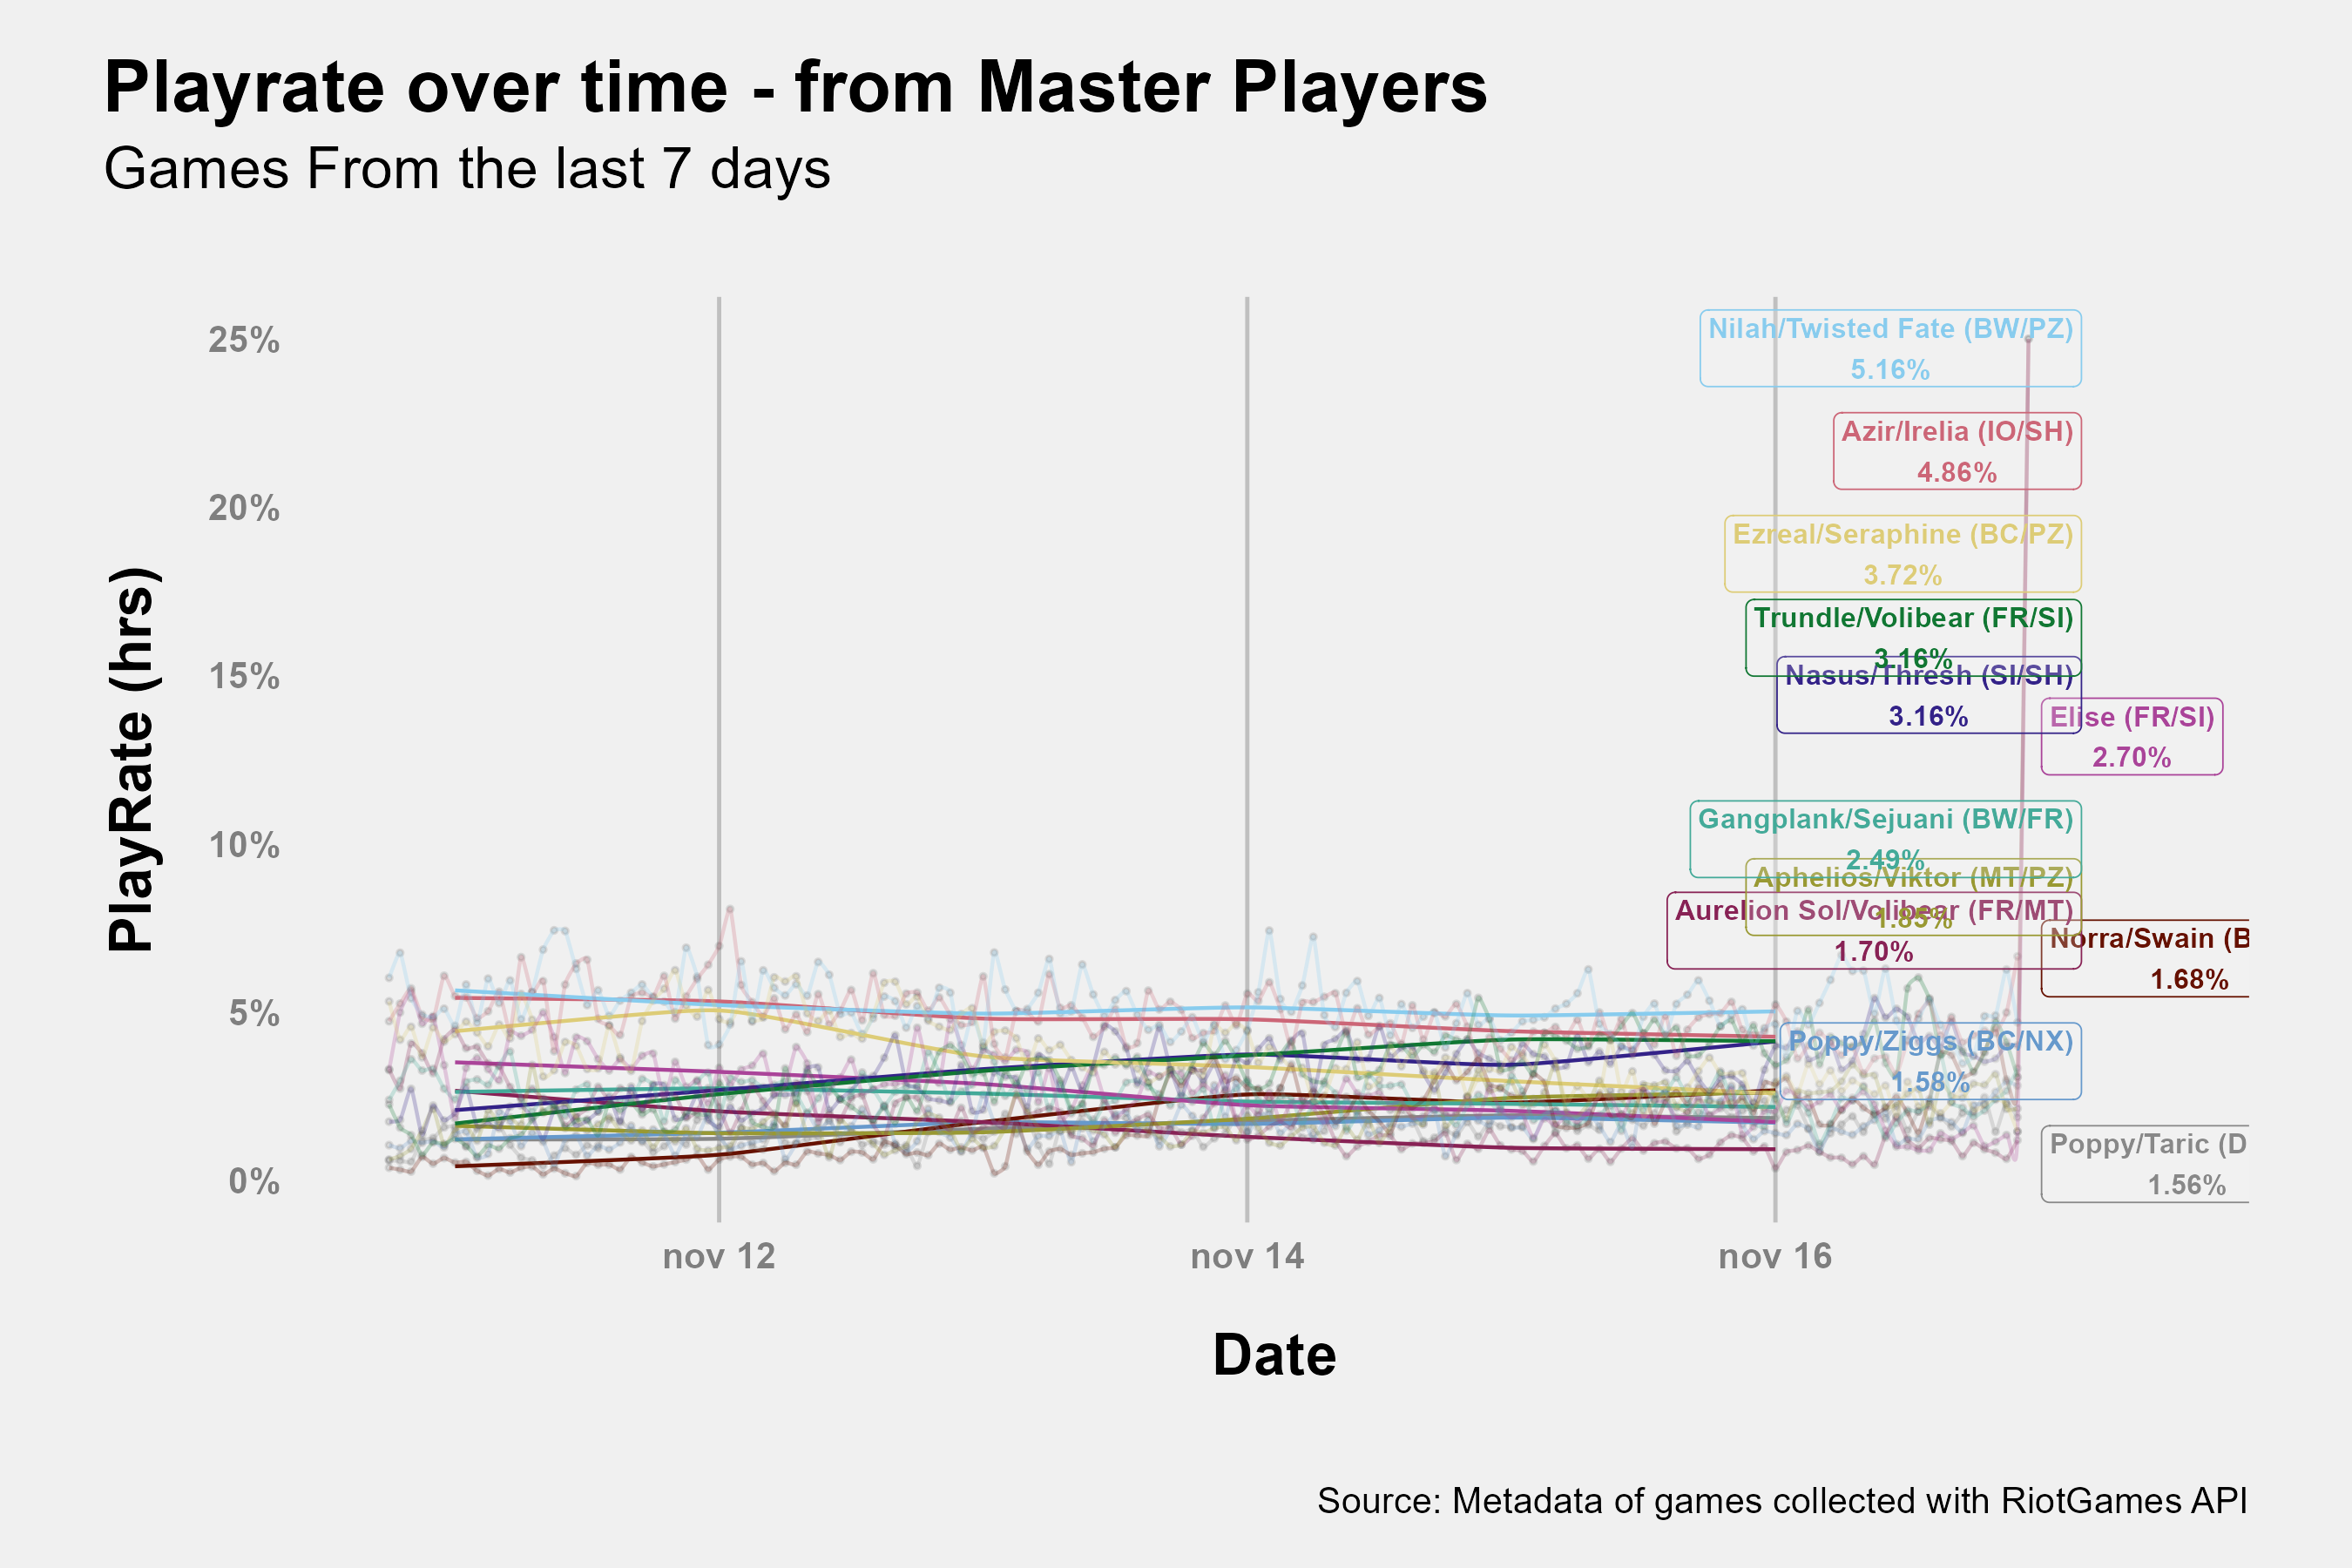 Playrate over time - from Master Players
Games From the last 7 days
PlayRate (hrs)
25%
20%
15%
10%
5%
0%
Nilah/Twisted Fate (BW/PZ)
5.16%
Azir/Irelia (IO/SH)
4.86%
Ezreal/Seraphine (BC/PZ)
3.72%
Trundle/Volibear (FR/SI)
3.16%
Nasus/Thresh (SI/SH)
3.16%
Elise (FR/SI)
2.70%
Gangplank/Sejuani (BW/FR)
2.49%
Aphelios/Viktor (MT/PZ)
1.85%
Aurelion Sol/Volibear (FR/MT)
1.70%
Norra/Swain (B
1.68%
Poppy/Ziggs (BC/NX)
1.58%
Poppy/Taric (D
1.56%
nov 12
nov 14
nov 16
Date
Source: Metadata of games collected with RiotGames API